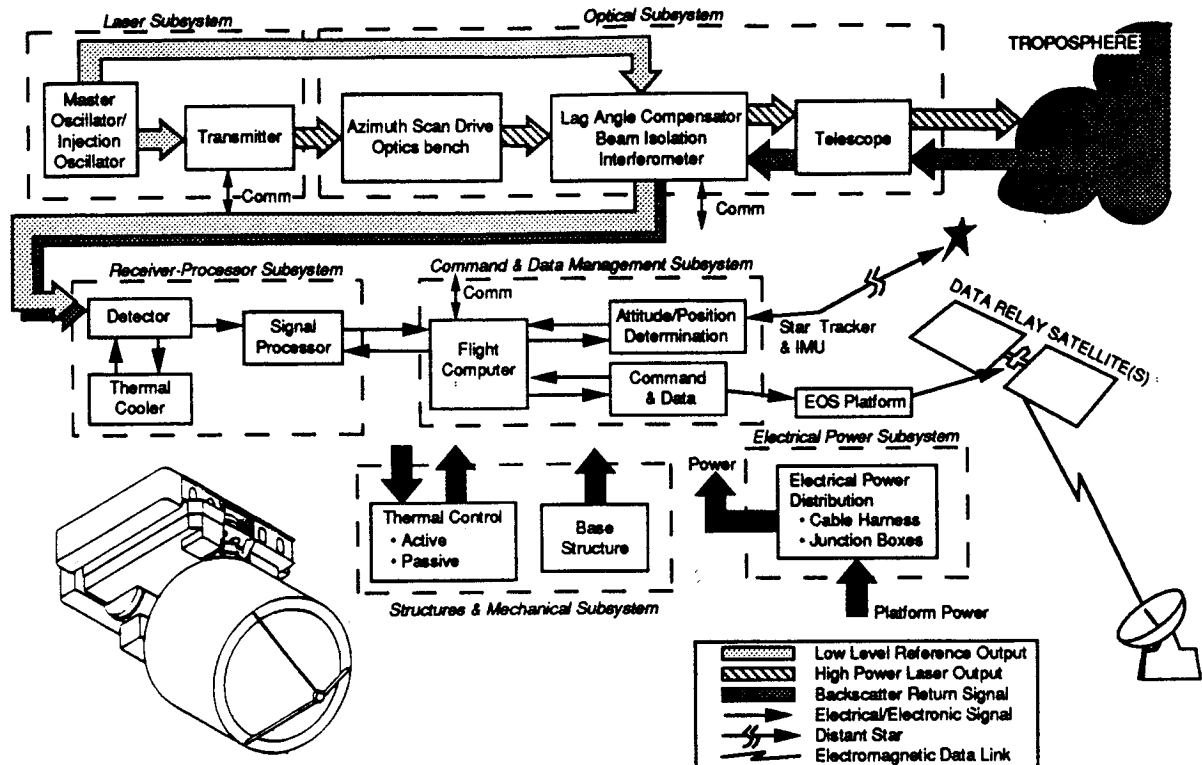 Laser Subsystem
Optical Subsystem
TROPOSPHERE
Master
Oscillator/
Injection
Oscillator
Transmitter
Azimuth Scan Drive
Optics bench
Lag Angle Compensator
Beam Isolation
Interferometer
Telescope
Comm
Comm
Receiver-Processor Subsystem
Command & Data Management Subsystem
Comm
Detector
Signal
Processor
Thermal
Cooler
Flight
Computer
Attitude/Position
Determination
Command
& Data
Star Tracker
& IMU
DATA RELAY SATELLITE(S)
EOS Platform
Electrical Power Subsystem
Power
Electrical Power
Distribution
• Cable Harness
• Junction Boxes
Platform Power
Thermal Control
• Active
• Passive
Base
Structure
Structures & Mechanical Subsystem
Low Level Reference Output
High Power Laser Output
Backscatter Return Signal
Electrical/Electronic Signal
Distant Star
Electromagnetic Data Link